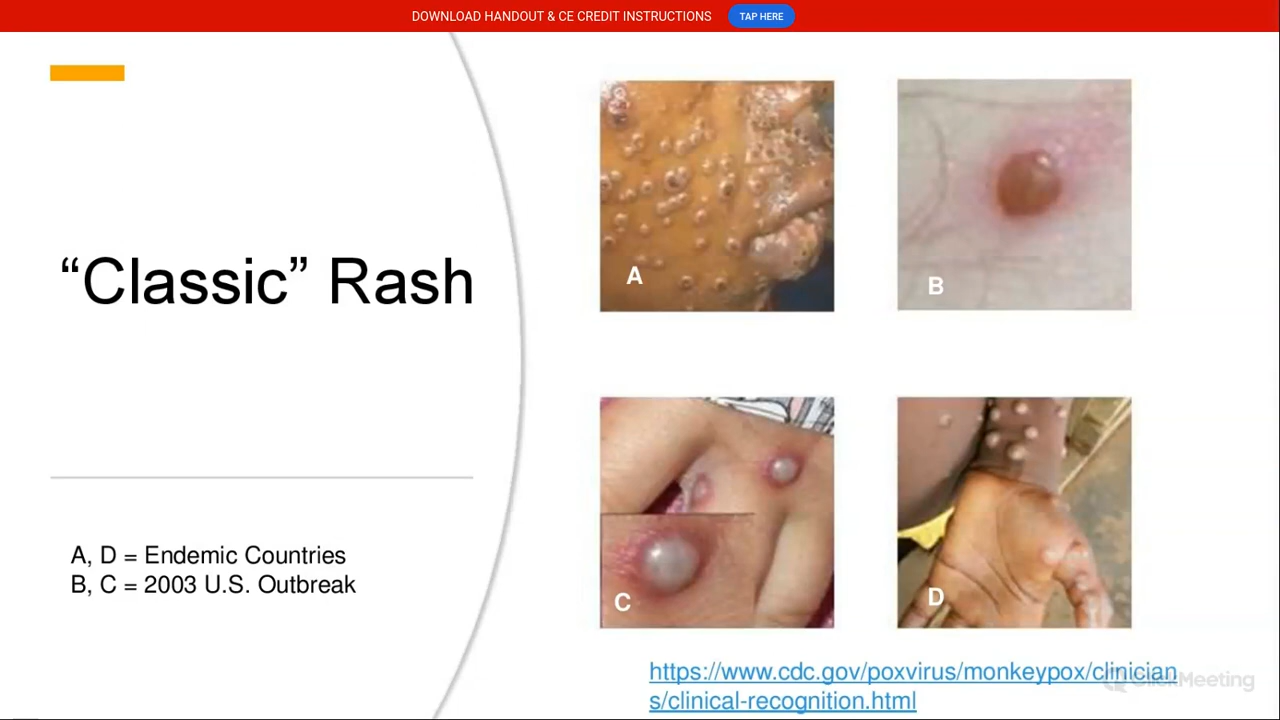 DOWNLOAD HANDOUT & CE CREDIT INSTRUCTIONS TAP HERE
“Classic” Rash
A, D = Endemic Countries
B, C = 2003 U.S. Outbreak
A
B
C
D
https://www.cdc.gov/poxvirus/monkeypox/clinician
s/clinical-recognition.html
ClickMeeting